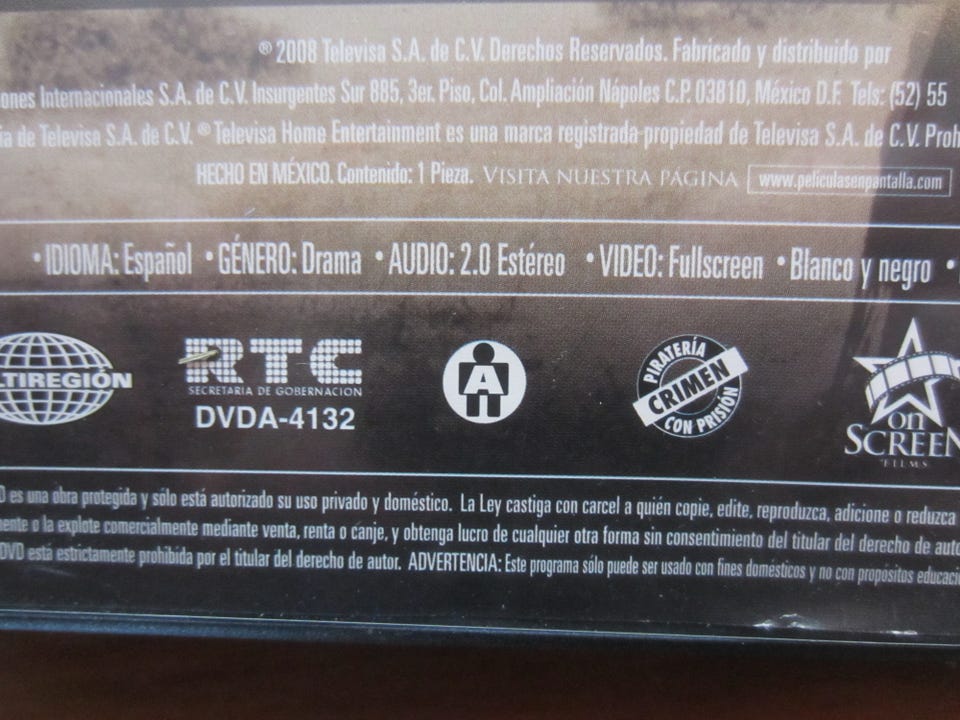 ® 2008 Televisa S.A. de C.V. Derechos Reservados. Fabricado y distribuido por
ones Internacionales S.A. de C.V. Insurgentes Sur 885, 3er. Piso, Col. Ampliación Nápoles C.P. 03810, México D.F. Tels: (52) 55
ia de Televisa S.A. de C.V. ® Televisa Home Entertainment es una marca registrada propiedad de Televisa S.A. de C.V. Proh
HECHO EN MÉXICO. Contenido: 1 Pieza. VISITA NUESTRA PÁGINA www.peliculasenpantalla.com
• IDIOMA: Español • GÉNERO: Drama • AUDIO: 2.0 Estéreo • VIDEO: Fullscreen • Blanco y negro •
LTIREGIÓN
RTC
SECRETARIA DE GOBERNACION
DVDA-4132
A
PIRATERÍA
CRIMEN
CON PRISIÓN
on
SCREEN
FILMS
D es una obra protegida y sólo está autorizado su uso privado y doméstico. La Ley castiga con carcel a quién copie, edite, reproduzca, adicione o reduzca
mente o la explote comercialmente mediante venta, renta o canje, y obtenga lucro de cualquier otra forma sin consentimiento del titular del derecho de auto
DVD está estrictamente prohibida por el titular del derecho de autor. ADVERTENCIA: Este programa sólo puede ser usado con fines domésticos y no con propósitos educacio